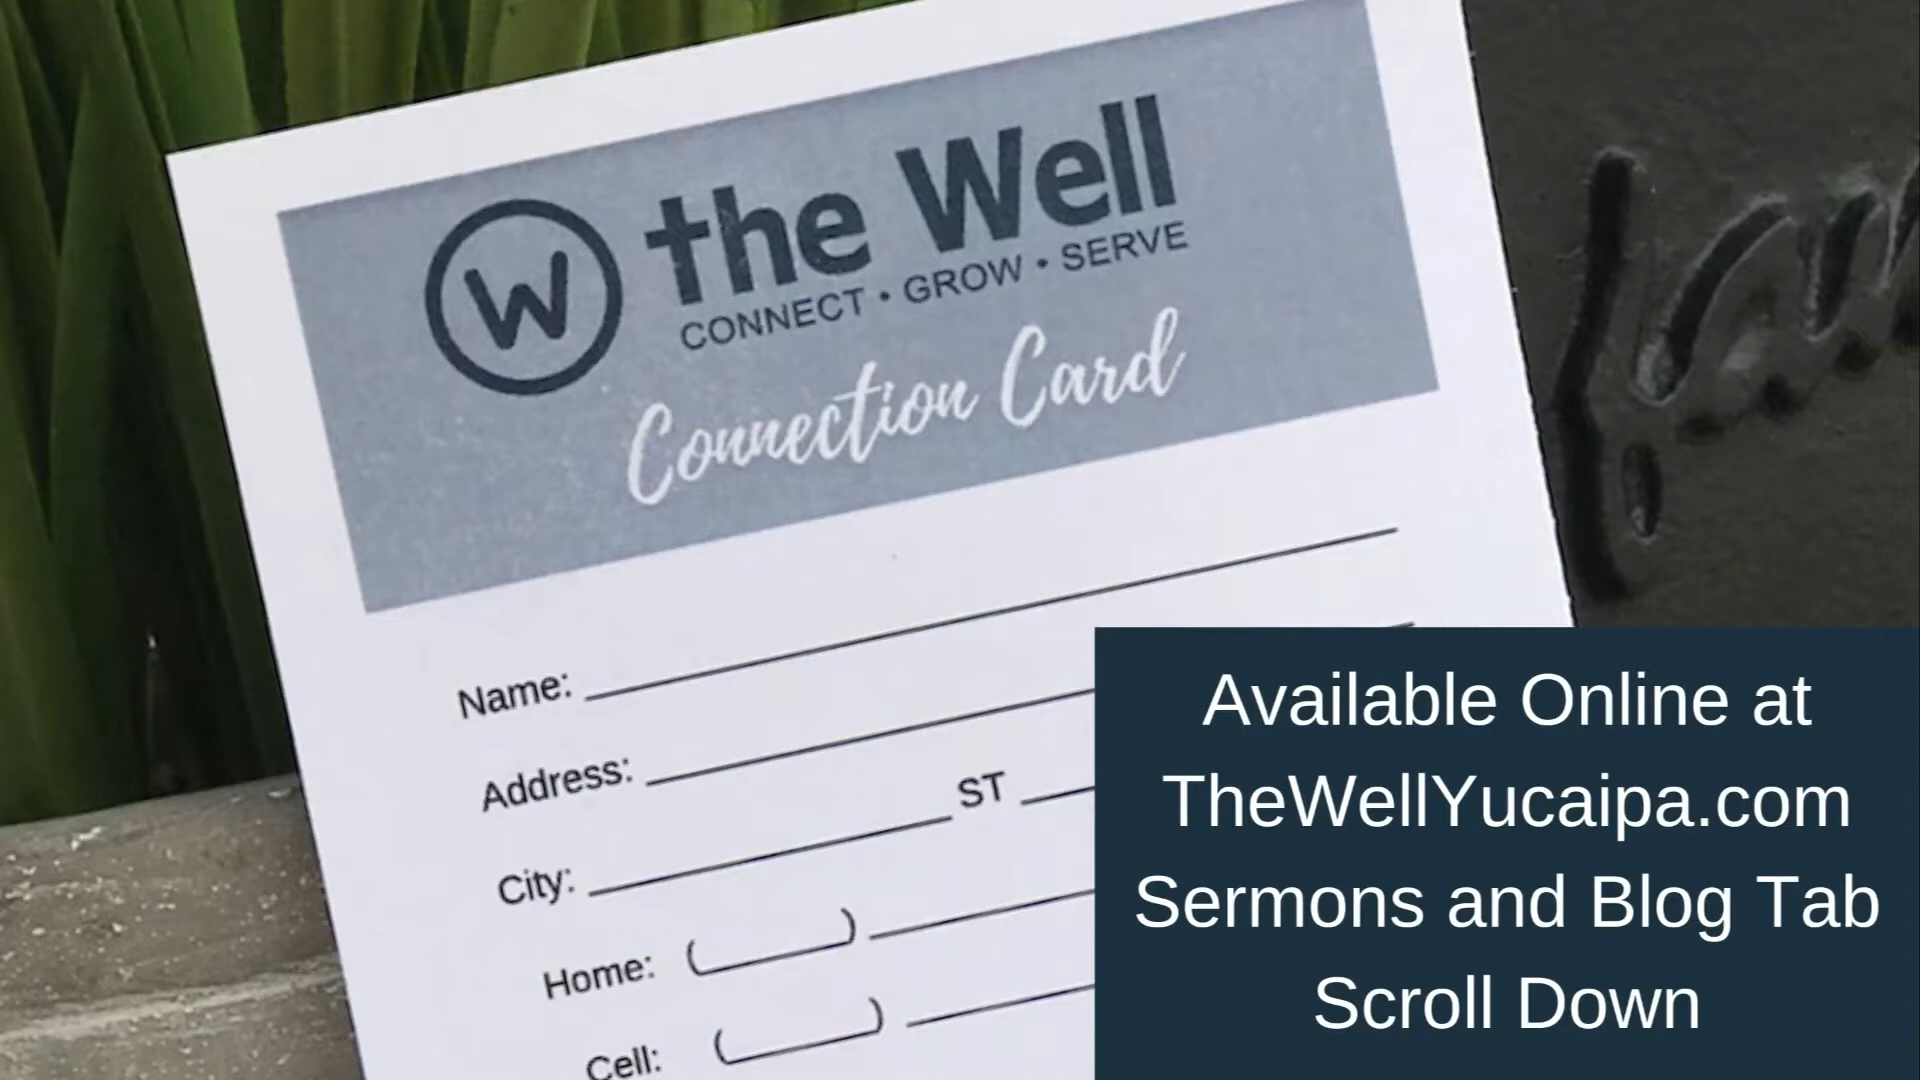 W
the Well
CONNECT • GROW • SERVE
Connection Card
Name:
Address:
City: ST
Home: ( )
Cell: ( )
Available Online at
TheWellYucaipa.com
Sermons and Blog Tab
Scroll Down